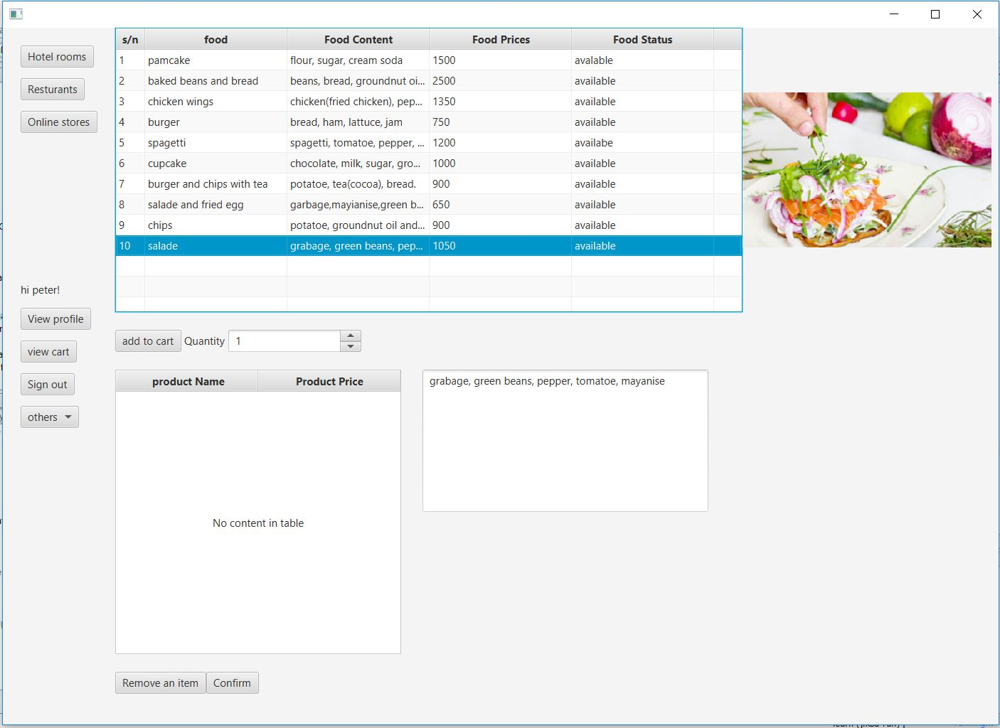 Hotel rooms
Resturants
Online stores
hi peter!
View profile
view cart
Sign out
others
s/n food Food Content Food Prices Food Status
1 pamcake flour, sugar, cream soda 1500 avalable
2 baked beans and bread beans, bread, groundnut oi... 2500 available
3 chicken wings chicken(fried chicken), pep... 1350 available
4 burger bread, ham, lattuce, jam 750 available
5 spagetti spagetti, tomatoe, pepper, ... 1200 availabe
6 cupcake chocolate, milk, sugar, gro... 1000 available
7 burger and chips with tea potatoe, tea(cocoa), bread. 900 available
8 salade and fried egg garbage,mayianise,green b... 650 available
9 chips potatoe, groundnut oil and... 900 available
10 salade grabage, green beans, pep... 1050 available
add to cart Quantity 1
product Name Product Price
No content in table
grabage, green beans, pepper, tomatoe, mayanise
Remove an item Confirm